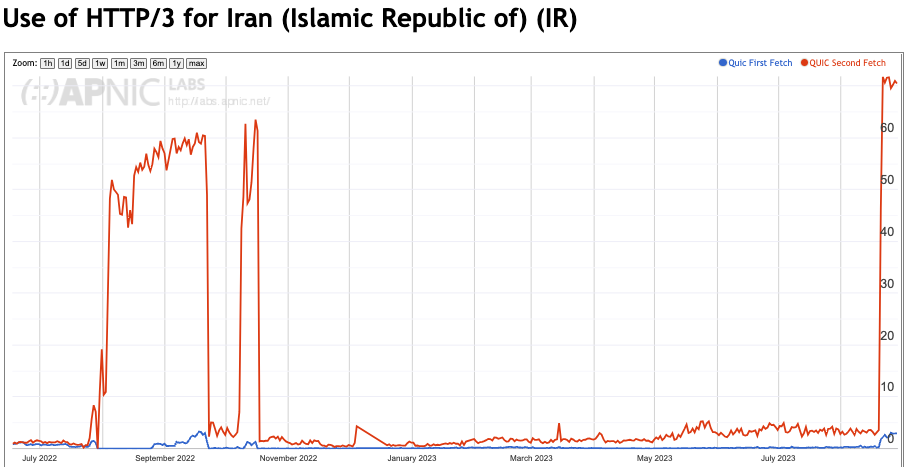 Use of HTTP/3 for Iran (Islamic Republic of) (IR)
Zoom: 1h 1d 5d 1w 1m 3m 6m 1y max
Quic First Fetch QUIC Second Fetch
(::) APNIC LABS
http://labs.apnic.net/
60
50
40
30
20
10
0
July 2022 September 2022 November 2022 January 2023 March 2023 May 2023 July 2023